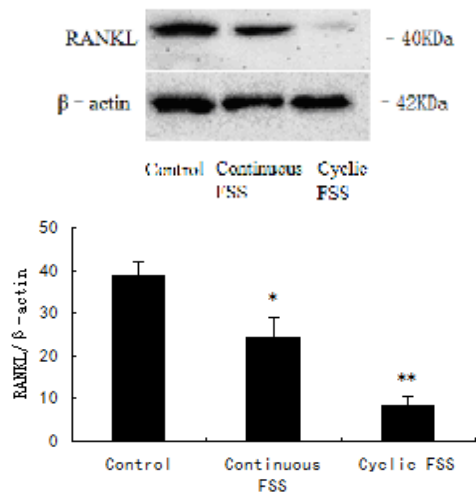 RANKL
- 40KDa
β-actin
- 42KDa
Control Continuous FSS Cyclic FSS
RANKL/β-actin
50
40
30
20
10
0
*
**
Control
Continuous FSS
Cyclic FSS